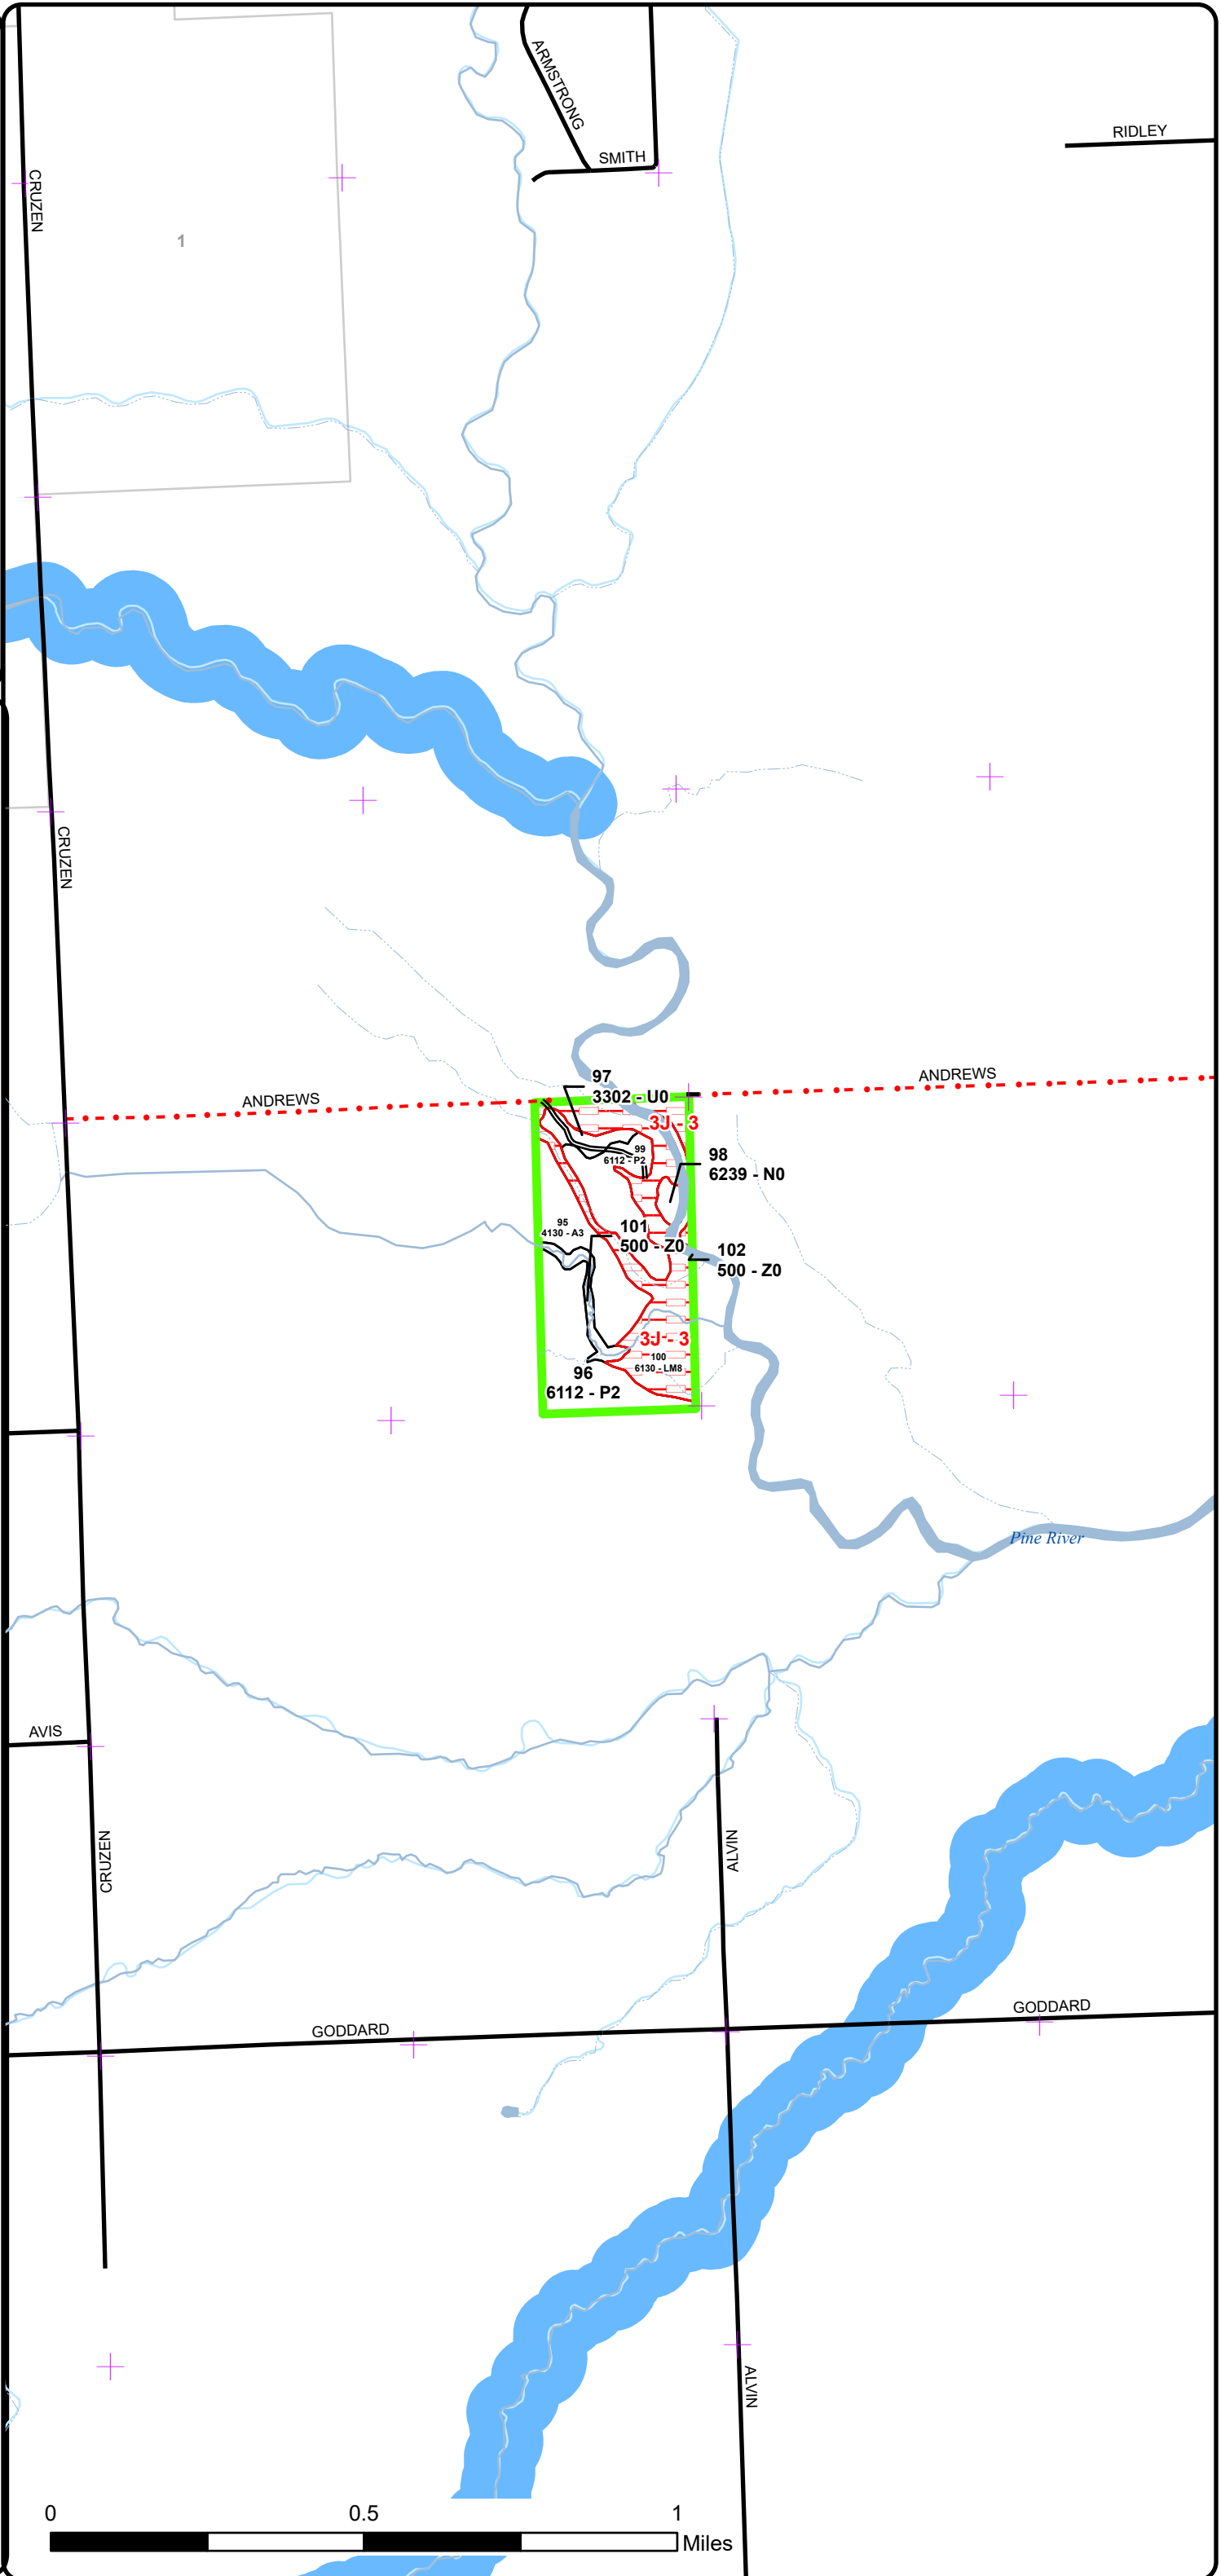 ARMSTRONG
RIDLEY
SMITH
CRUZEN
1
CRUZEN
97
3302 - U0
ANDREWS
ANDREWS
3J - 3
99
6112 - P2
98
6239 - N0
95
4130 - A3
101
500 - Z0
102
500 - Z0
3J - 3
100
6130 - LM8
96
6112 - P2
Pine River
AVIS
CRUZEN
ALVIN
GODDARD
GODDARD
ALVIN
0 0.5 1
Miles